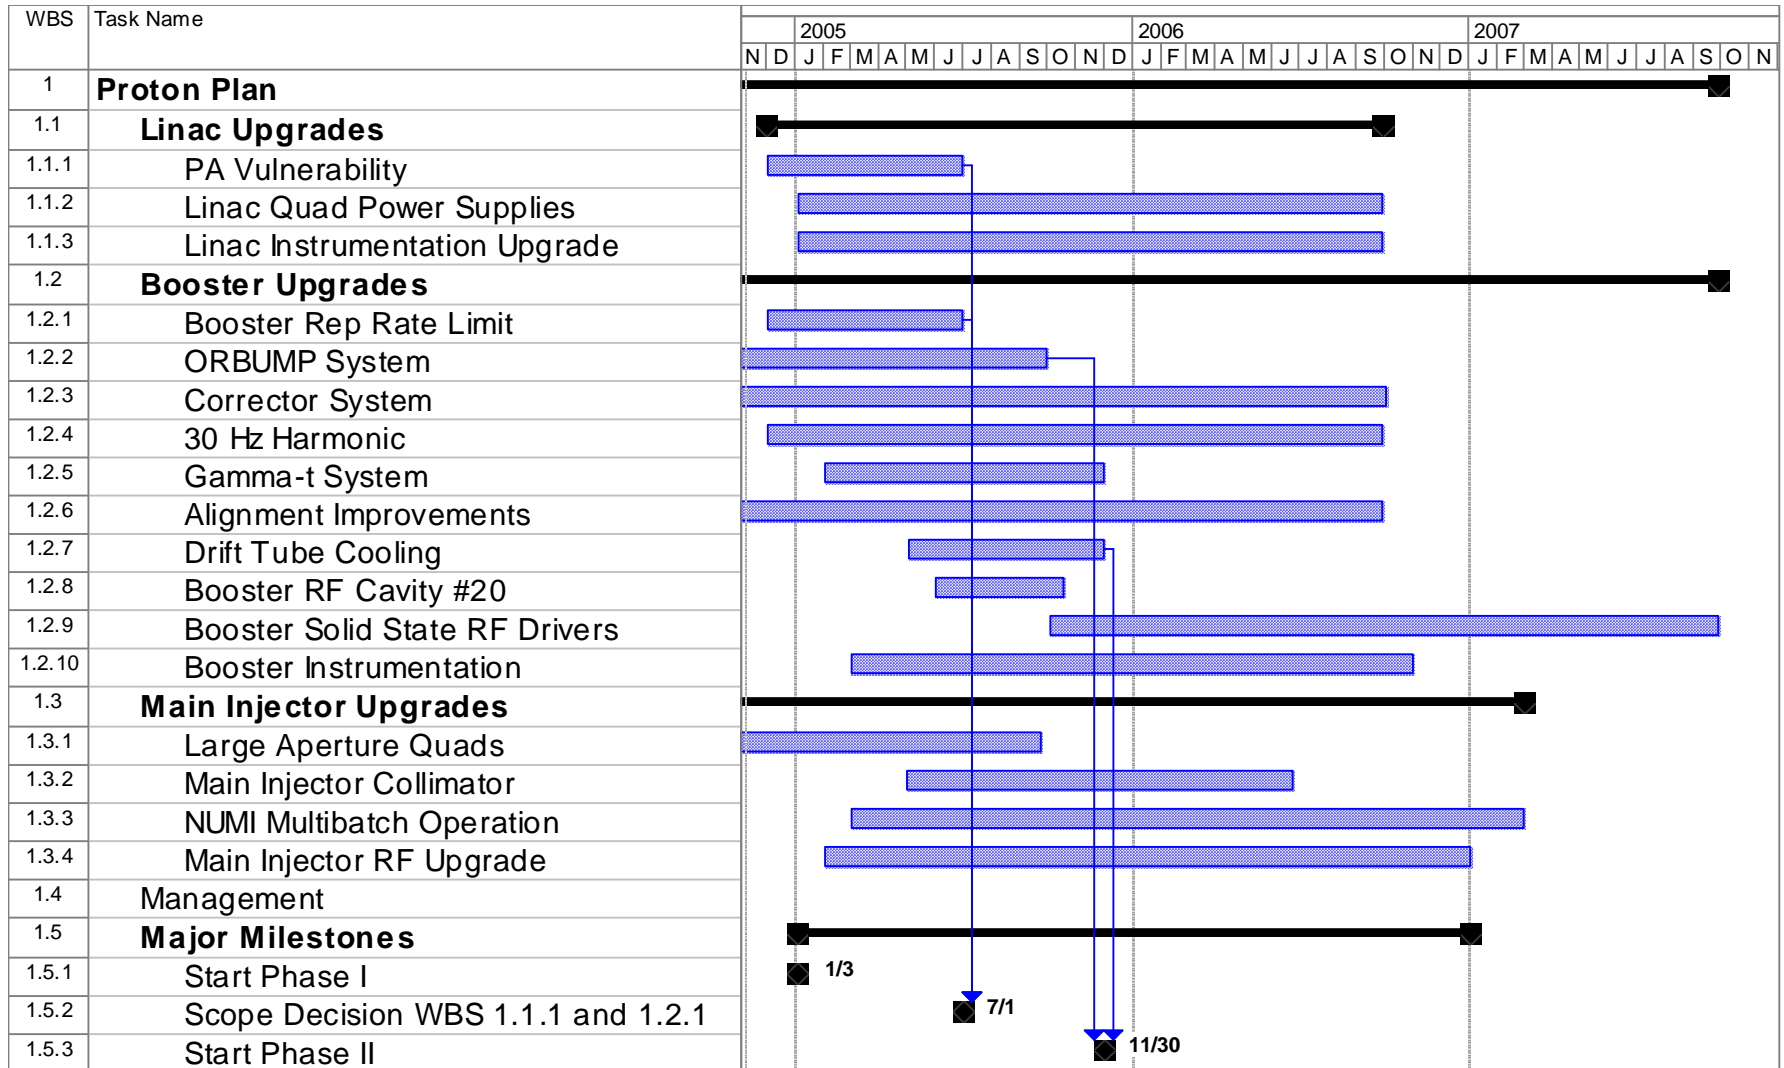 WBS Task Name
2005 2006 2007
N D J F M A M J J A S O N D J F M A M J J A S O N D J F M A M J J A S O N
1 Proton Plan
1.1 Linac Upgrades
1.1.1 PA Vulnerability
1.1.2 Linac Quad Power Supplies
1.1.3 Linac Instrumentation Upgrade
1.2 Booster Upgrades
1.2.1 Booster Rep Rate Limit
1.2.2 ORBUMP System
1.2.3 Corrector System
1.2.4 30 Hz Harmonic
1.2.5 Gamma-t System
1.2.6 Alignment Improvements
1.2.7 Drift Tube Cooling
1.2.8 Booster RF Cavity #20
1.2.9 Booster Solid State RF Drivers
1.2.10 Booster Instrumentation
1.3 Main Injector Upgrades
1.3.1 Large Aperture Quads
1.3.2 Main Injector Collimator
1.3.3 NUMI Multibatch Operation
1.3.4 Main Injector RF Upgrade
1.4 Management
1.5 Major Milestones
1.5.1 Start Phase I 1/3
1.5.2 Scope Decision WBS 1.1.1 and 1.2.1 7/1
1.5.3 Start Phase II 11/30